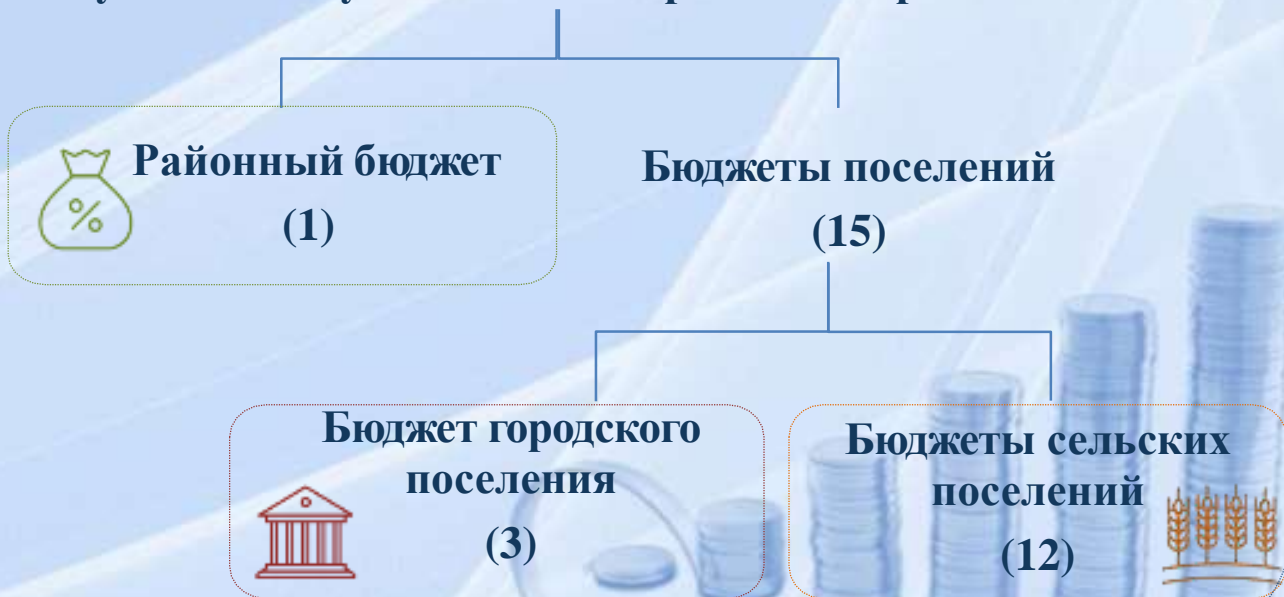 Районный бюджет
(1)
Бюджеты поселений
(15)
Бюджет городского
поселения
(3)
Бюджеты сельских
поселений
(12)